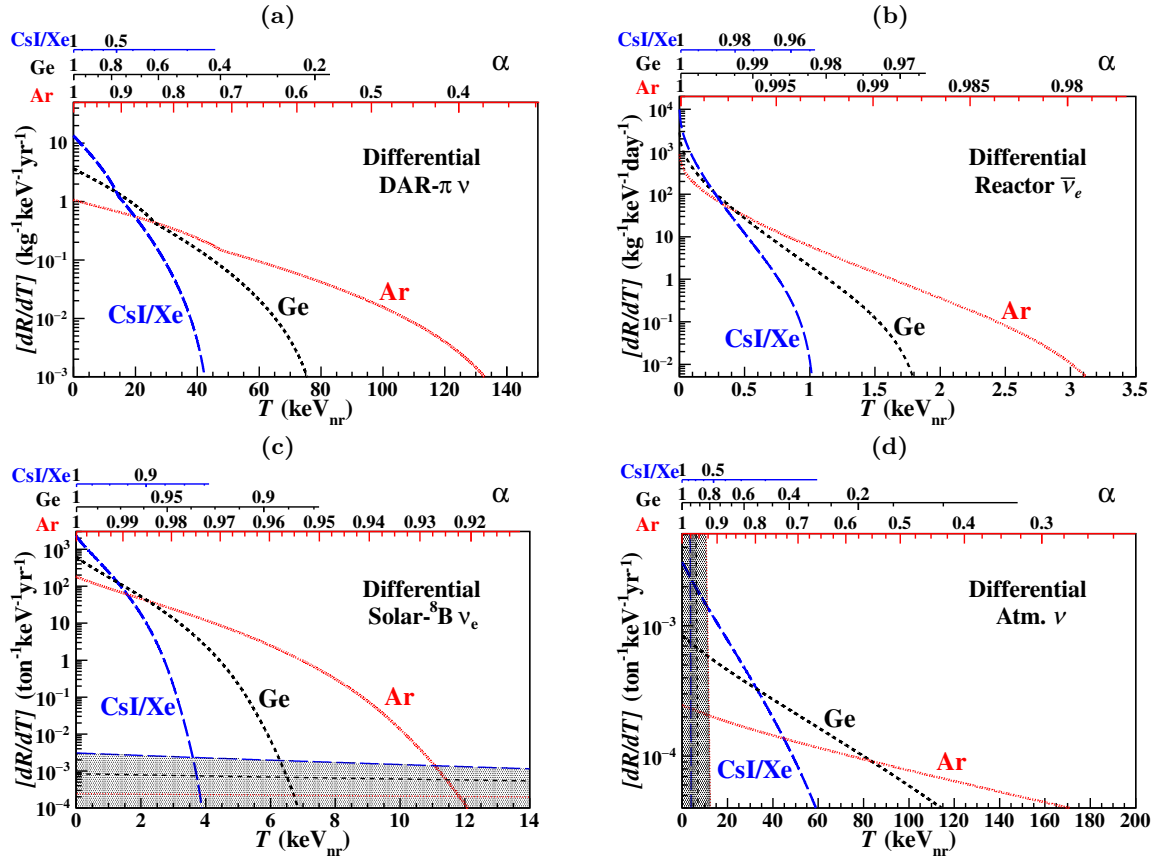 (a)
CsI/Xe 1 0.5
Ge 1 0.8 0.6 0.4 0.2 α
Ar 1 0.9 0.8 0.7 0.6 0.5 0.4
[dR/dT] (kg⁻¹keV⁻¹yr⁻¹)
10
1
10⁻¹
10⁻²
10⁻³
Differential
DAR-π ν
CsI/Xe
Ge
Ar
0 20 40 60 80 100 120 140
T (keVnr)
(b)
CsI/Xe 1 0.98 0.96
Ge 1 0.99 0.98 0.97 α
Ar 1 0.995 0.99 0.985 0.98
[dR/dT] (kg⁻¹keV⁻¹day⁻¹)
10⁴
10³
10²
10
1
10⁻¹
10⁻²
Differential
Reactor ν̅e
CsI/Xe
Ge
Ar
0 0.5 1 1.5 2 2.5 3 3.5
T (keVnr)
(c)
CsI/Xe 1 0.9
Ge 1 0.95 0.9 α
Ar 1 0.99 0.98 0.97 0.96 0.95 0.94 0.93 0.92
[dR/dT] (ton⁻¹keV⁻¹yr⁻¹)
10³
10²
10
1
10⁻¹
10⁻²
10⁻³
10⁻⁴
Differential
Solar-⁸B νe
CsI/Xe
Ge
Ar
0 2 4 6 8 10 12 14
T (keVnr)
(d)
CsI/Xe 1 0.5
Ge 1 0.8 0.6 0.4 0.2 α
Ar 1 0.9 0.8 0.7 0.6 0.5 0.4 0.3
[dR/dT] (ton⁻¹keV⁻¹yr⁻¹)
10⁻³
10⁻⁴
Differential
Atm. ν
CsI/Xe
Ge
Ar
0 20 40 60 80 100 120 140 160 180 200
T (keVnr)